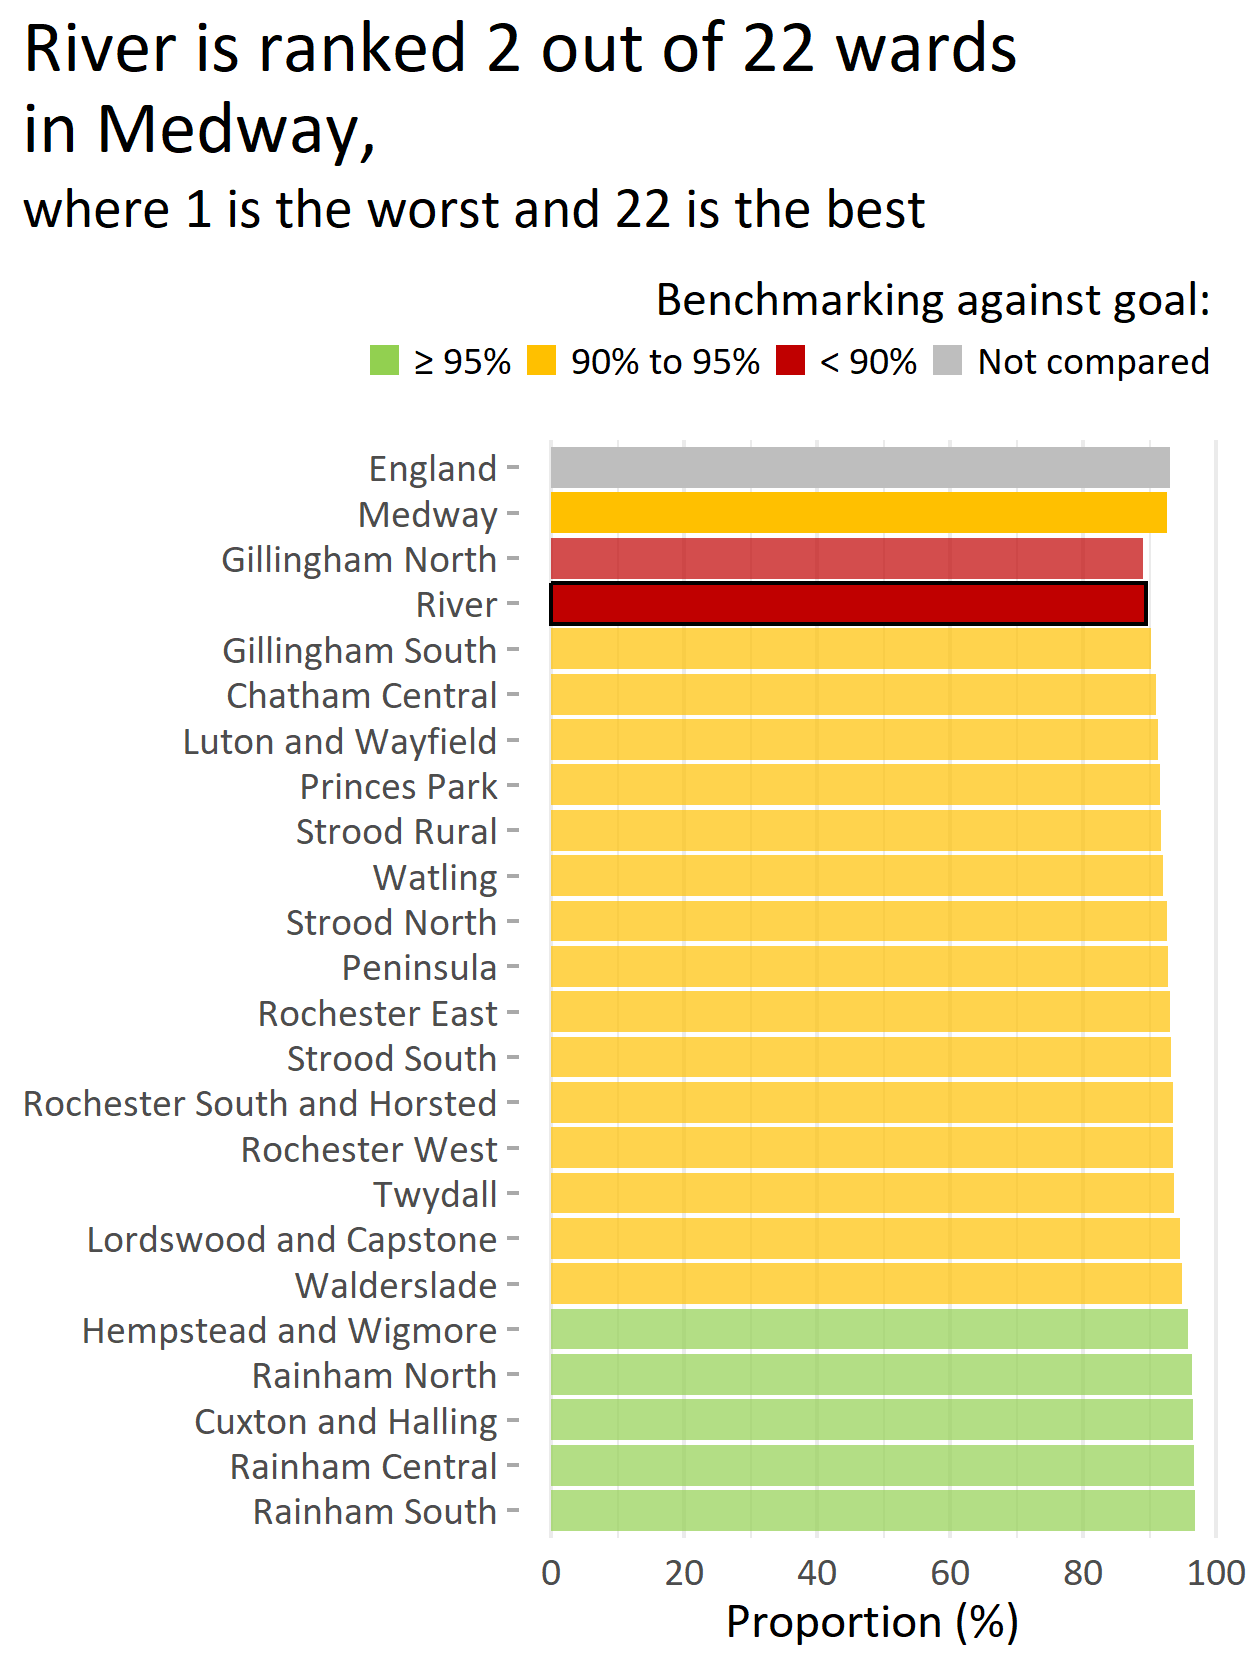 River is ranked 2 out of 22 wards
in Medway,
where 1 is the worst and 22 is the best
Benchmarking against goal:
≥ 95% 90% to 95% < 90% Not compared
England
Medway
Gillingham North
River
Gillingham South
Chatham Central
Luton and Wayfield
Princes Park
Strood Rural
Watling
Strood North
Peninsula
Rochester East
Strood South
Rochester South and Horsted
Rochester West
Twydall
Lordswood and Capstone
Walderslade
Hempstead and Wigmore
Rainham North
Cuxton and Halling
Rainham Central
Rainham South
0 20 40 60 80 100
Proportion (%)